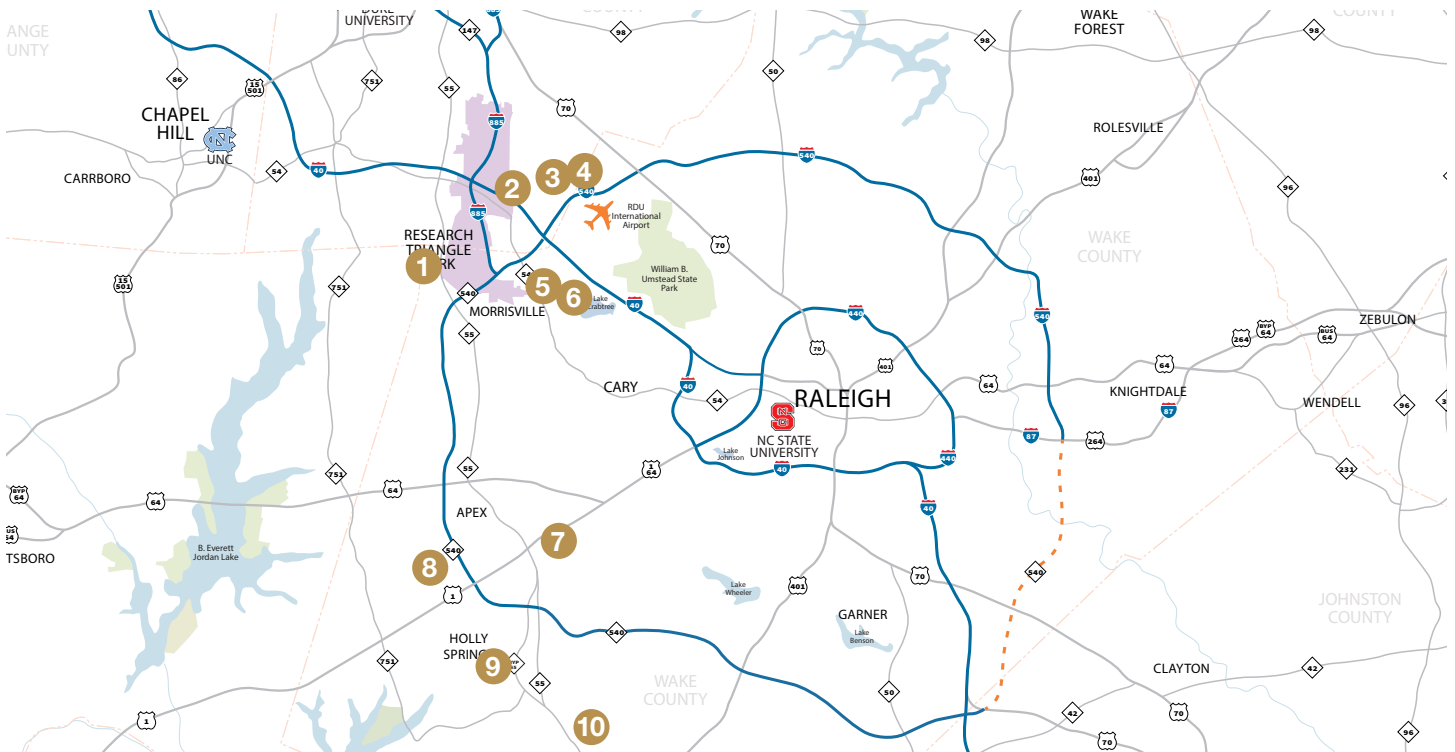 UNIVERSITY
COUNTY
COUNTY
WAKE
FOREST
ANGE
UNTY
147
98
98
98
50
86
751
55
15
501
70
885
CHAPEL
HILL
UNC
ROLESVILLE
CARRBORO
54
40
540
401
96
2
3
4
540
885
RDU
International
Airport
RESEARCH
TRIANGLE
1
WAKE
COUNTY
70
William B.
Umstead State
Park
15
501
751
540
54
5
6
Lake
Crabtree
40
MORRISVILLE
55
440
540
ZEBULON
BYP
64
BUS
64
264
70
401
64
64
CARY
40
54
RALEIGH
NC STATE
UNIVERSITY
KNIGHTDALE
87
WENDELL
96
87
264
Lake
Johnson
40
440
1
64
55
751
64
64
BYP
64
231
40
APEX
7
540
8
B. Everett
Jordan Lake
TSBORO
1
Lake
Wheeler
401
70
540
JOHNSTON
COUNTY
GARNER
Lake
Benson
540
HOLLY
SPRING
9
751
55
WAKE
COUNTY
50
CLAYTON
42
10
1
42
70
70
96